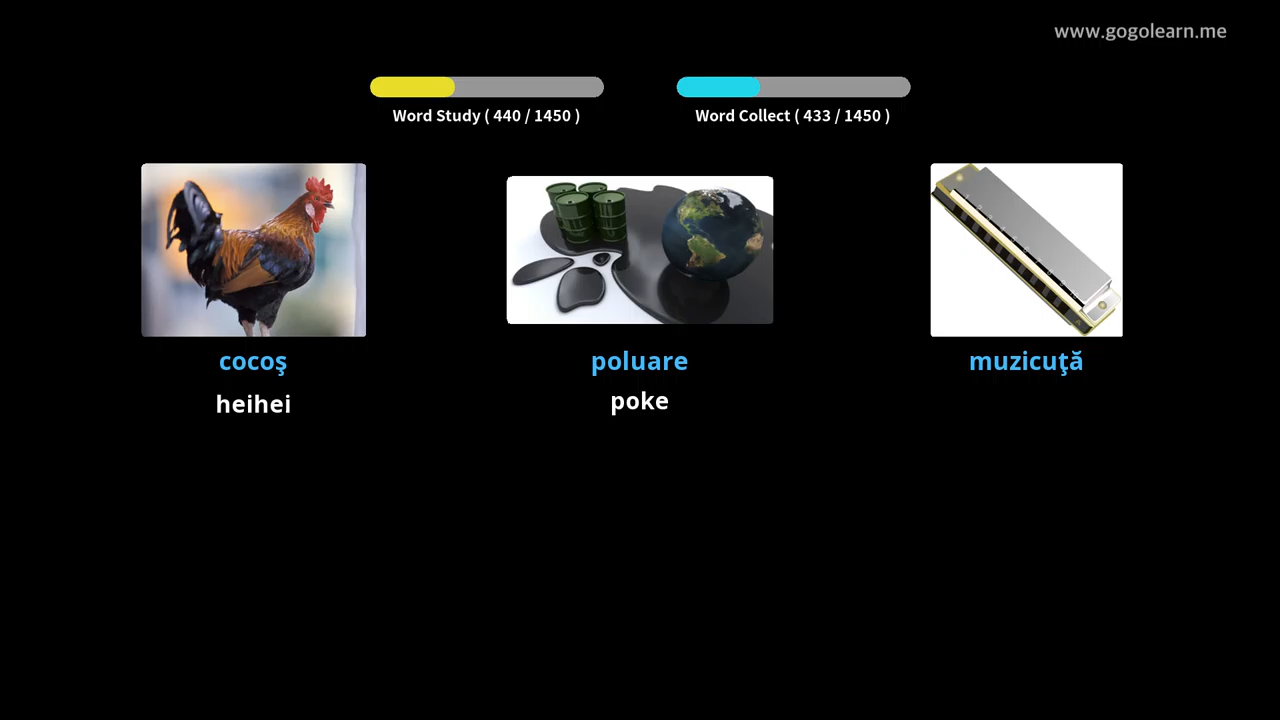 www.gogolearn.me
Word Study ( 440 / 1450 )
Word Collect ( 433 / 1450 )
cocoş
poluare
muzicuţă
heihei
poke